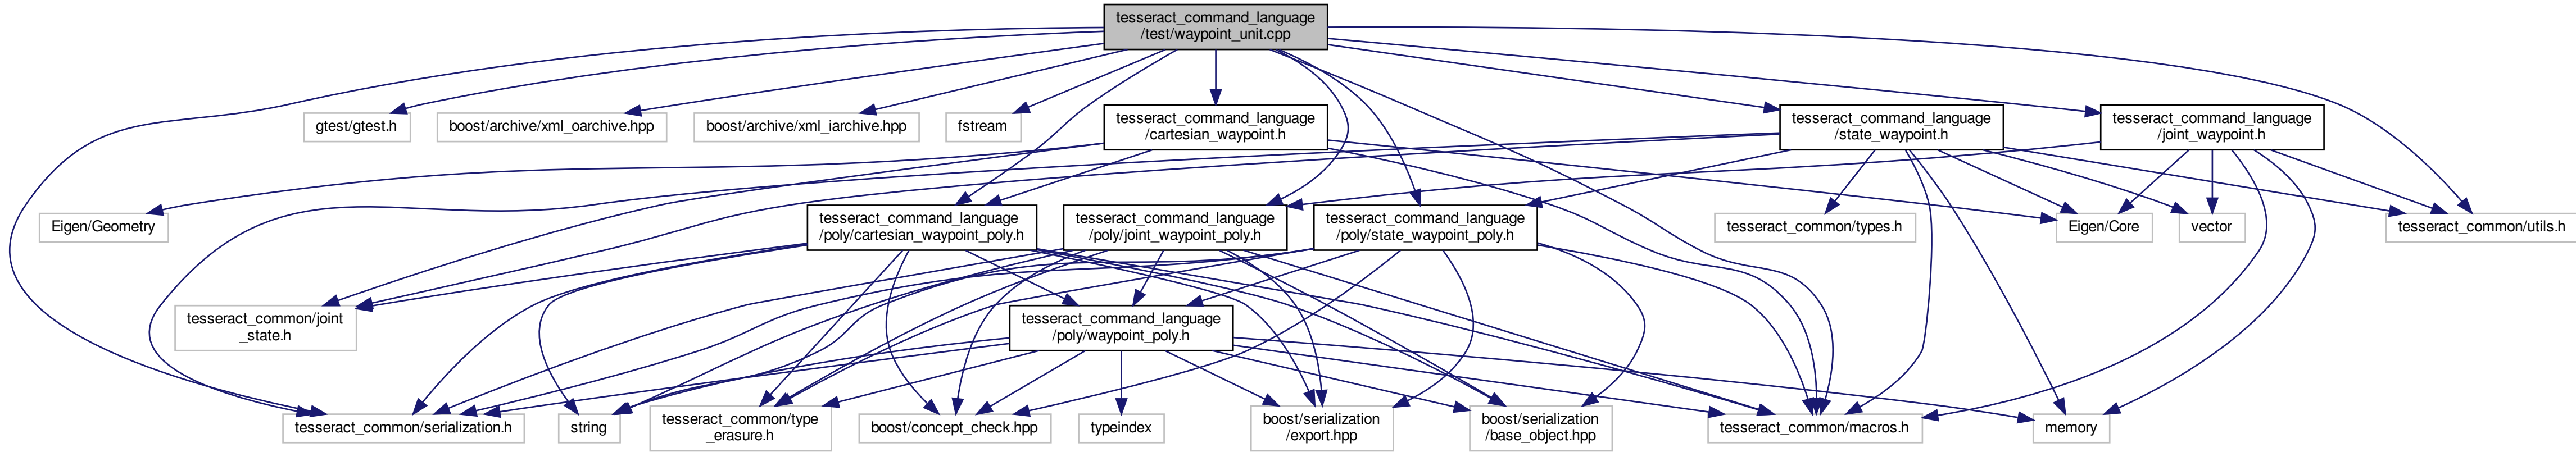 tesseract_command_language
/test/waypoint_unit.cpp
gtest/gtest.h
boost/archive/xml_oarchive.hpp
boost/archive/xml_iarchive.hpp
fstream
tesseract_command_language
/cartesian_waypoint.h
tesseract_command_language
/state_waypoint.h
tesseract_command_language
/joint_waypoint.h
Eigen/Geometry
tesseract_command_language
/poly/cartesian_waypoint_poly.h
tesseract_command_language
/poly/joint_waypoint_poly.h
tesseract_command_language
/poly/state_waypoint_poly.h
tesseract_common/types.h
Eigen/Core
vector
tesseract_common/utils.h
tesseract_common/joint
_state.h
tesseract_command_language
/poly/waypoint_poly.h
tesseract_common/serialization.h
string
tesseract_common/type
_erasure.h
boost/concept_check.hpp
typeindex
boost/serialization
/export.hpp
boost/serialization
/base_object.hpp
tesseract_common/macros.h
memory